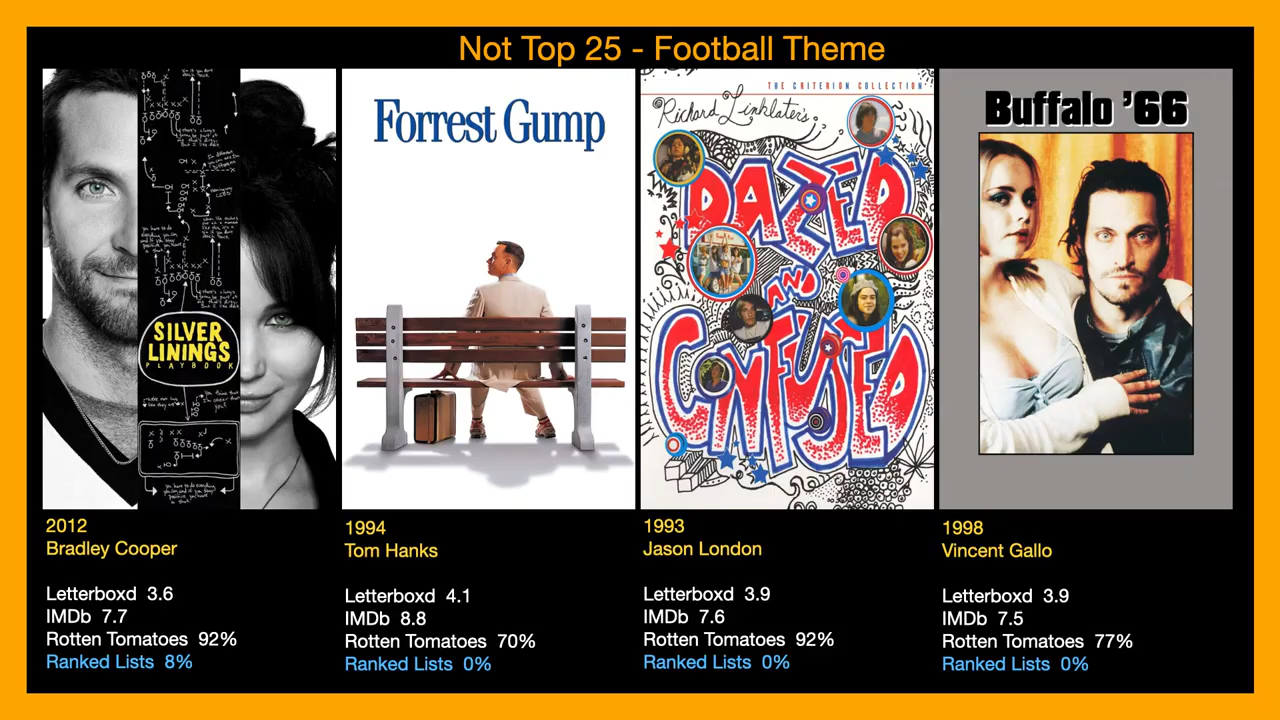 Not Top 25 - Football Theme
SILVER
LININGS
PLAYBOOK
Forrest Gump
THE CRITERION COLLECTION
Richard Linklater's
DAZED
AND
CONFUSED
Buffalo '66
2012
Bradley Cooper
Letterboxd 3.6
IMDb 7.7
Rotten Tomatoes 92%
Ranked Lists 8%
1994
Tom Hanks
Letterboxd 4.1
IMDb 8.8
Rotten Tomatoes 70%
Ranked Lists 0%
1993
Jason London
Letterboxd 3.9
IMDb 7.6
Rotten Tomatoes 92%
Ranked Lists 0%
1998
Vincent Gallo
Letterboxd 3.9
IMDb 7.5
Rotten Tomatoes 77%
Ranked Lists 0%